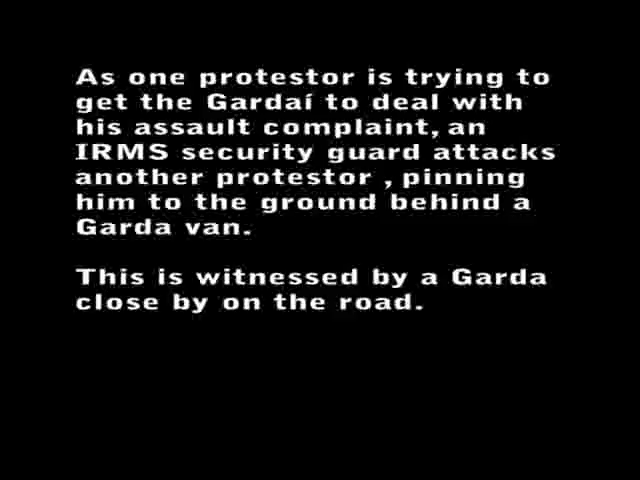 As one protestor is trying to
get the Gardaí to deal with
his assault complaint, an
IRMS security guard attacks
another protestor , pinning
him to the ground behind a
Garda van.
This is witnessed by a Garda
close by on the road.